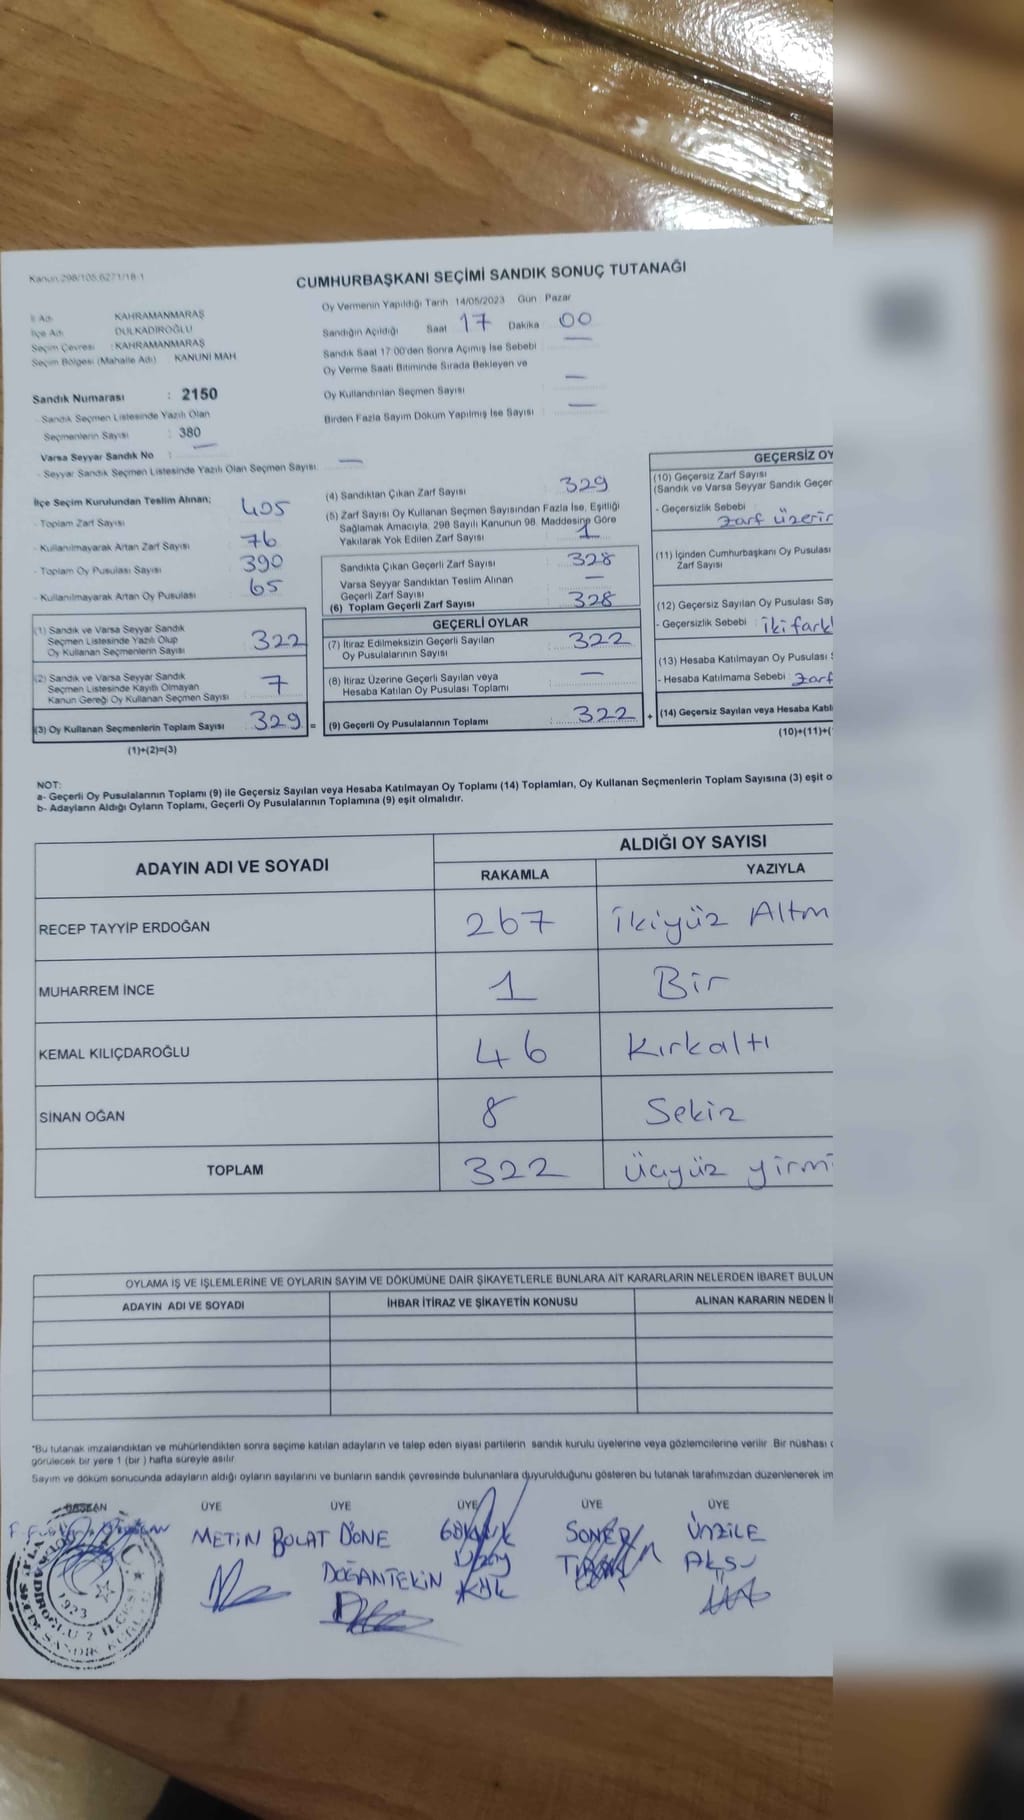 Kanun:298/105,6271/18-1
CUMHURBAŞKANI SEÇİMİ SANDIK SONUÇ TUTANAĞI
İl Adı KAHRAMANMARAŞ
İlçe Adı DULKADİROĞLU
Seçim Çevresi : KAHRAMANMARAŞ
Seçim Bölgesi (Mahalle Adı) : KANUNİ MAH
Oy Vermenin Yapıldığı Tarih 14/05/2023 Gün Pazar
Sandığın Açıldığı Saat 17 Dakika 00
Sandık Saat 17:00'den Sonra Açımış İse Sebebi —
Oy Verme Saati Bitiminde Sırada Bekleyen ve
Oy Kullandırılan Seçmen Sayısı —
Birden Fazla Sayım Döküm Yapılmış İse Sayısı —
Sandık Numarası : 2150
- Sandık Seçmen Listesinde Yazılı Olan
Seçmenlerin Sayısı : 380
Varsa Seyyar Sandık No —
- Seyyar Sandık Seçmen Listesinde Yazılı Olan Seçmen Sayısı —
İlçe Seçim Kurulundan Teslim Alınan;
- Toplam Zarf Sayısı 405
- Kullanılmayarak Artan Zarf Sayısı 76
- Toplam Oy Pusulası Sayısı 390
- Kullanılmayarak Artan Oy Pusulası 65
(1) Sandık ve Varsa Seyyar Sandık
Seçmen Listesinde Yazılı Olup
Oy Kullanan Seçmenlerin Sayısı 322
(2) Sandık ve Varsa Seyyar Sandık
Seçmen Listesinde Kayıtlı Olmayan
Kanun Gereği Oy Kullanan Seçmen Sayısı 7
(3) Oy Kullanan Seçmenlerin Toplam Sayısı 329 =
(1)+(2)=(3)
(4) Sandıktan Çıkan Zarf Sayısı 329
(5) Zarf Sayısı Oy Kullanan Seçmen Sayısından Fazla İse, Eşitliği
Sağlamak Amacıyla, 298 Sayılı Kanunun 98. Maddesine Göre
Yakılarak Yok Edilen Zarf Sayısı 1
Sandıkta Çıkan Geçerli Zarf Sayısı 328
Varsa Seyyar Sandıktan Teslim Alınan
Geçerli Zarf Sayısı —
(6) Toplam Geçerli Zarf Sayısı 328
GEÇERLİ OYLAR
(7) İtiraz Edilmeksizin Geçerli Sayılan
Oy Pusulalarının Sayısı 322
(8) İtiraz Üzerine Geçerli Sayılan veya
Hesaba Katılan Oy Pusulası Toplamı —
(9) Geçerli Oy Pusulalarının Toplamı : 322 +
GEÇERSİZ OY
(10) Geçersiz Zarf Sayısı
(Sandık ve Varsa Seyyar Sandık Geçer
- Geçersizlik Sebebi
Zarf üzerin
(11) İçinden Cumhurbaşkanı Oy Pusulası
Zarf Sayısı
(12) Geçersiz Sayılan Oy Pusulası Say
- Geçersizlik Sebebi : iki farkl
(13) Hesaba Katılmayan Oy Pusulası
- Hesaba Katılmama Sebebi : Zarf
(14) Geçersiz Sayılan veya Hesaba Katıl
(10)+(11)+(
NOT:
a- Geçerli Oy Pusulalarının Toplamı (9) ile Geçersiz Sayılan veya Hesaba Katılmayan Oy Toplamı (14) Toplamları, Oy Kullanan Seçmenlerin Toplam Sayısına (3) eşit o
b- Adayların Aldığı Oyların Toplamı, Geçerli Oy Pusulalarının Toplamına (9) eşit olmalıdır.
ADAYIN ADI VE SOYADI
ALDIĞI OY SAYISI
RAKAMLA YAZIYLA
RECEP TAYYİP ERDOĞAN 267 İkiyüz Altm
MUHARREM İNCE 1 Bir
KEMAL KILIÇDAROĞLU 46 Kırkaltı
SİNAN OĞAN 8 Sekiz
TOPLAM 322 üçyüz yirmi
OYLAMA İŞ VE İŞLEMLERİNE VE OYLARIN SAYIM VE DÖKÜMÜNE DAİR ŞİKAYETLERLE BUNLARA AİT KARARLARIN NELERDEN İBARET BULUN
ADAYIN ADI VE SOYADI İHBAR İTİRAZ VE ŞİKAYETİN KONUSU ALINAN KARARIN NEDEN İ
*Bu tutanak imzalandıktan ve mühürlendikten sonra seçime katılan adayların ve talep eden siyasi partilerin sandık kurulu üyelerine veya gözlemcilerine verilir. Bir nüshası
görülecek bir yere 1 (bir) hafta süreyle asılır.
Sayım ve döküm sonucunda adayların aldığı oyların sayılarını ve bunların sandık çevresinde bulunanlara duyurulduğunu gösteren bu tutanak tarafımızdan düzenlenerek im
BAŞKAN ÜYE ÜYE ÜYE ÜYE ÜYE
METİN BOLAT DÖNE SONER ÜNZİLE
DOĞANTEKİN AKSU
1923